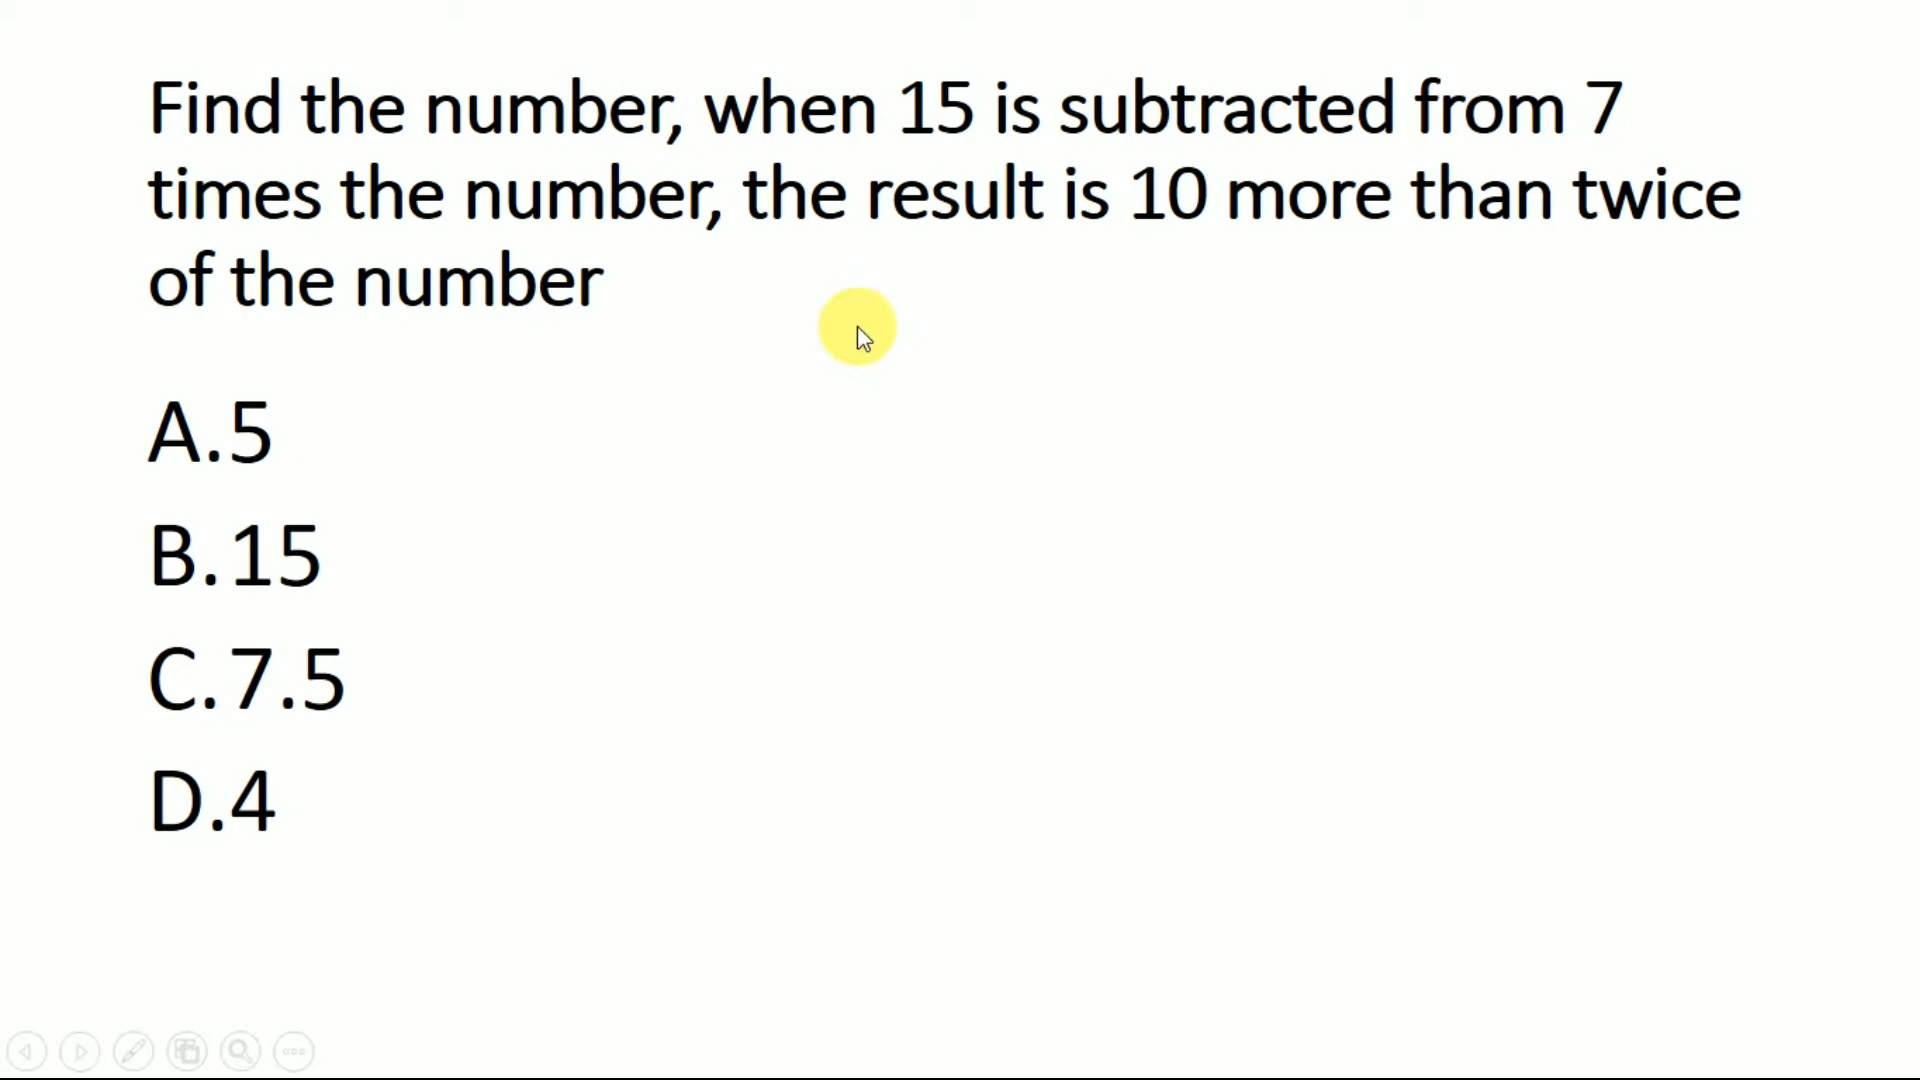 Find the number, when 15 is subtracted from 7
times the number, the result is 10 more than twice
of the number
A.5
B.15
C.7.5
D.4